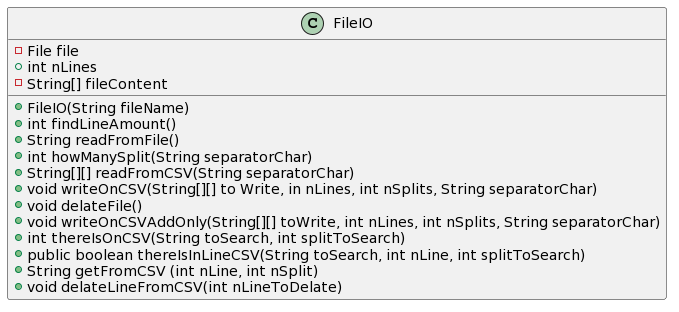 C FileIO
File file
int nLines
String[] fileContent
FileIO(String fileName)
int findLineAmount()
String readFromFile()
int howManySplit(String separatorChar)
String[][] readFromCSV(String separatorChar)
void writeOnCSV(String[][] to Write, in nLines, int nSplits, String separatorChar)
void delateFile()
void writeOnCSVAddOnly(String[][] toWrite, int nLines, int nSplits, String separatorChar)
int thereIsOnCSV(String toSearch, int splitToSearch)
public boolean thereIsInLineCSV(String toSearch, int nLine, int splitToSearch)
String getFromCSV (int nLine, int nSplit)
void delateLineFromCSV(int nLineToDelate)